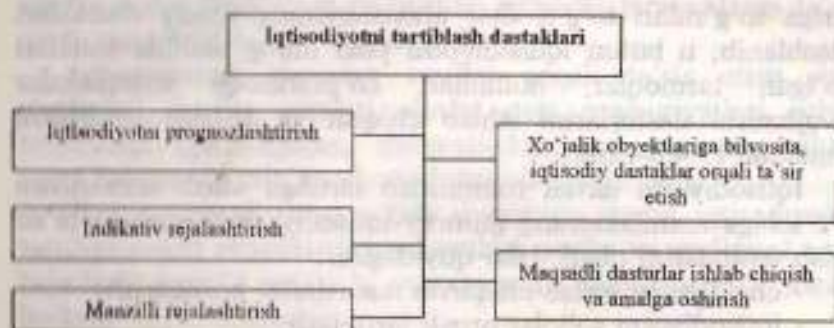 Iqtisodiyotni tartiblash dastaklari
Iqtisodiyotni prognozlashtirish
Indikativ rejalashtirish
Manzilli rejalashtirish
Xo‘jalik obyektlariga bilvosita,
iqtisodiy dastaklar orqali ta’sir
etish
Maqsadli dasturlar ishlab chiqish
va amalga oshirish